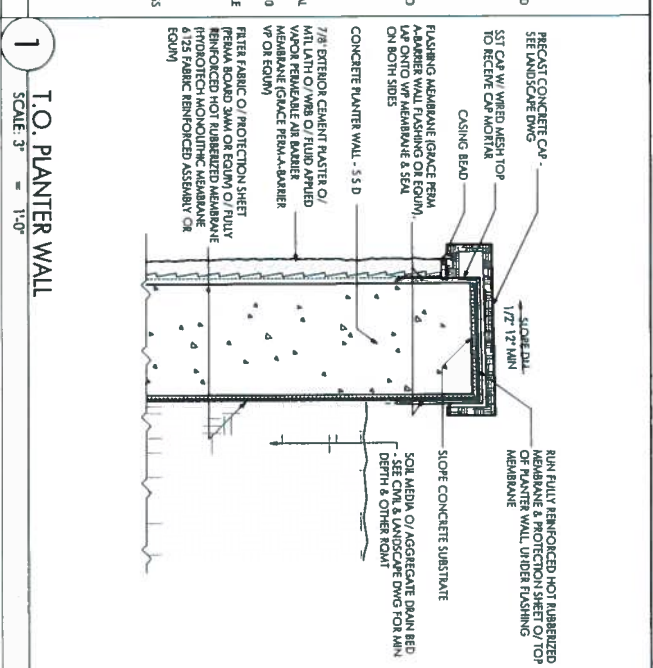 PRECAST CONCRETE CAP -
SEE LANDSCAPE DWG
SST CAP W/ WIRED MESH TOP
TO RECEIVE CAP MORTAR
CASING BEAD
FLASHING MEMBRANE (GRACE PERM
A-BARRIER WALL FLASHING OR EQUIV),
LAP ONTO WP MEMBRANE & SEAL
ON BOTH SIDES
CONCRETE PLANTER WALL - S S D
7/8" EXTERIOR CEMENT PLASTER O/
MTL LATH O/ WRB O/ FLUID APPLIED
VAPOR PERMEABLE AIR BARRIER
MEMBRANE (GRACE PERM-A-BARRIER
VP OR EQUIV)
FILTER FABRIC O/ PROTECTION SHEET
(PERMA BOARD 3MM OR EQUIV) O/ FULLY
REINFORCED HOT RUBBERIZED MEMBRANE
(HYDROTECH MONOLITHIC MEMBRANE
6125 FABRIC REINFORCED ASSEMBLY OR
EQUIV)
SLOPE DN.
1/2" 12" MIN
RUN FULLY REINFORCED HOT RUBBERIZED
MEMBRANE & PROTECTION SHEET O/ TOP
OF PLANTER WALL, UNDER FLASHING
MEMBRANE
SLOPE CONCRETE SUBSTRATE
SOIL MEDIA O/ AGGREGATE DRAIN BED
- SEE CIVIL & LANDSCAPE DWG FOR MIN
DEPTH & OTHER RQMT
1
T.O. PLANTER WALL
SCALE: 3" = 1'-0"